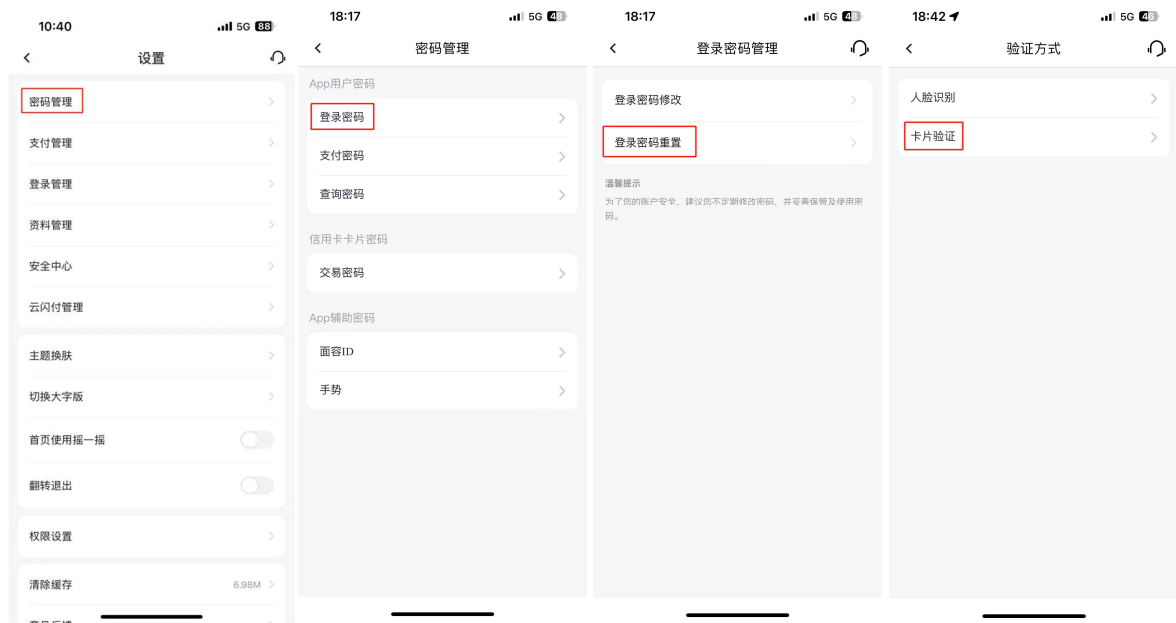 10:40
5G 88
设置
密码管理
支付管理
登录管理
资料管理
安全中心
云闪付管理
主题换肤
切换大字版
首页使用摇一摇
翻转退出
权限设置
清除缓存 6.98M
18:17
5G 48
密码管理
App用户密码
登录密码
支付密码
查询密码
信用卡卡片密码
交易密码
App辅助密码
面容ID
手势
18:17
5G 48
登录密码管理
登录密码修改
登录密码重置
温馨提示
为了您的账户安全，建议您不定期修改密码，并妥善保管及使用密
码。
18:42
5G 46
验证方式
人脸识别
卡片验证